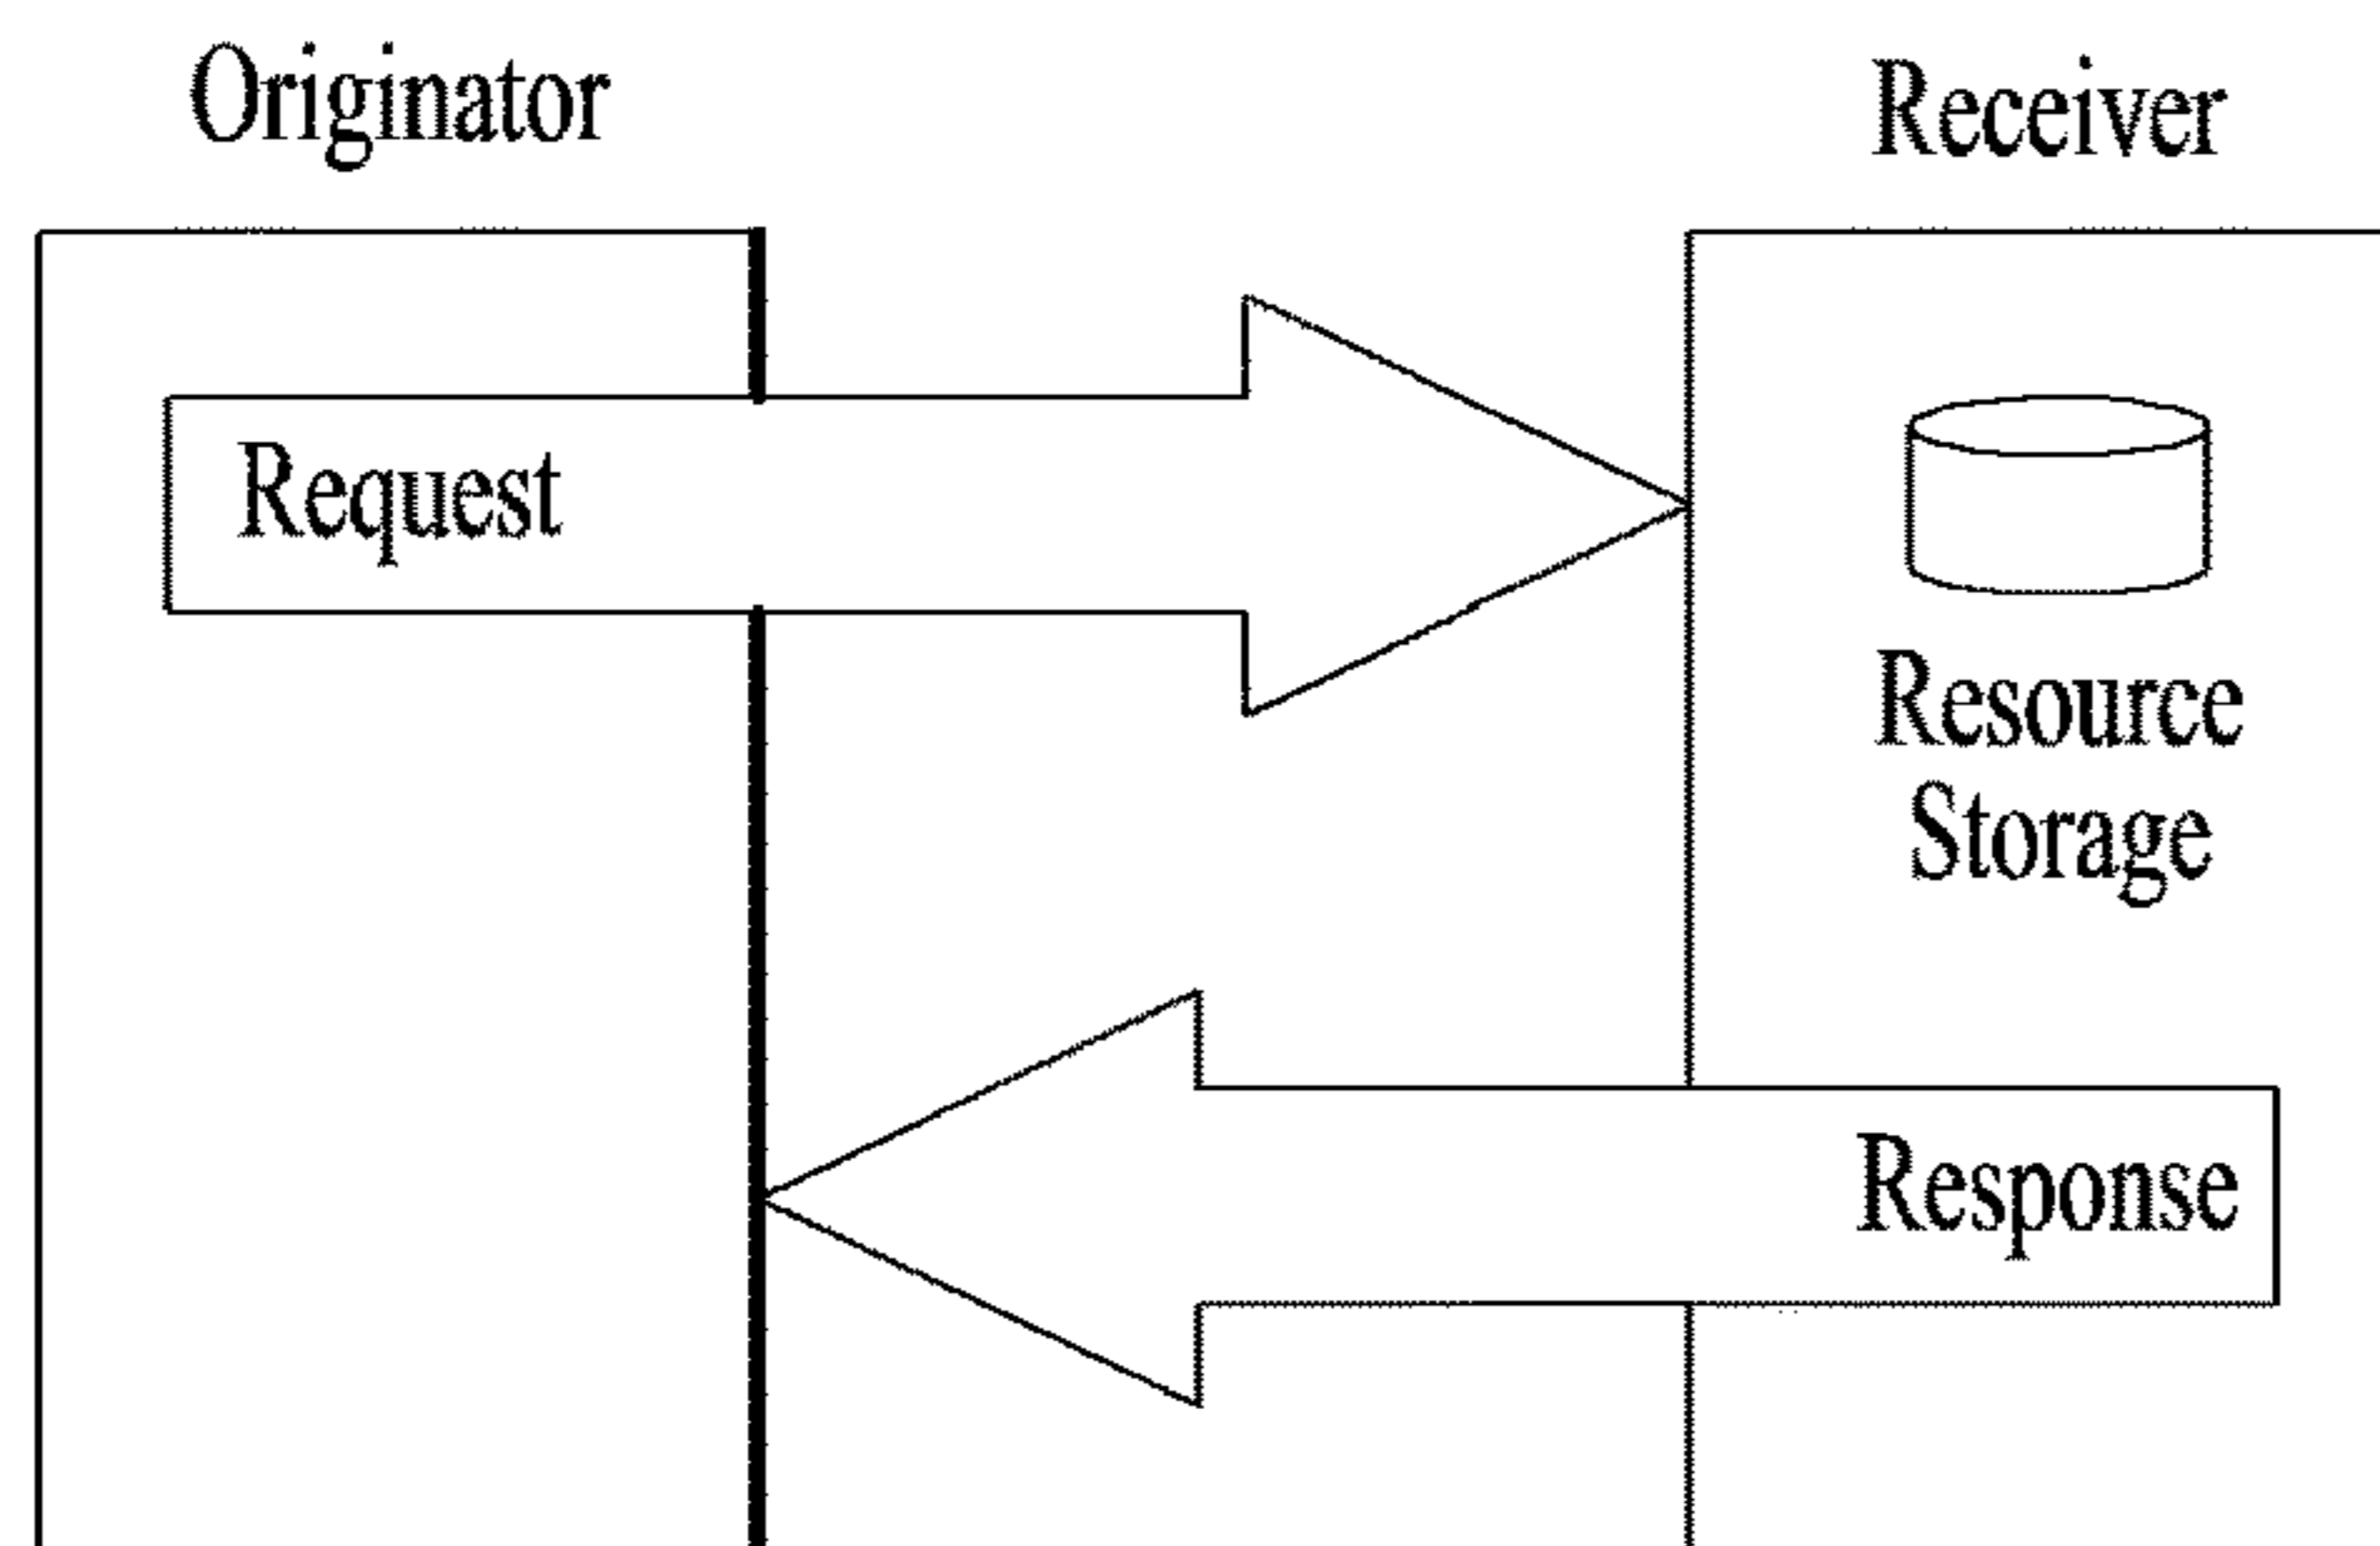 Originator
Receiver
Request
Resource
Storage
Response